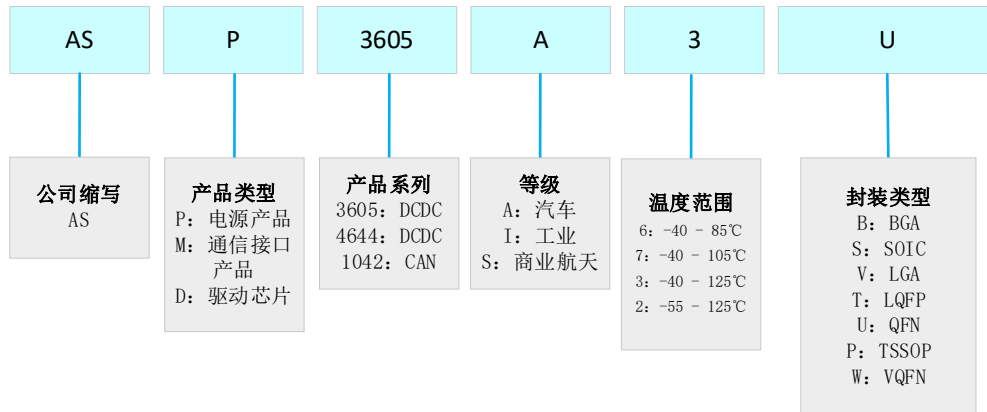 AS
P
3605
A
3
U
公司缩写
AS
产品类型
P：电源产品
M：通信接口
产品
D：驱动芯片
产品系列
3605：DCDC
4644：DCDC
1042：CAN
等级
A：汽车
I：工业
S：商业航天
温度范围
6：-40 - 85℃
7：-40 - 105℃
3：-40 - 125℃
2：-55 - 125℃
封装类型
B：BGA
S：SOIC
V：LGA
T：LQFP
U：QFN
P：TSSOP
W：VQFN